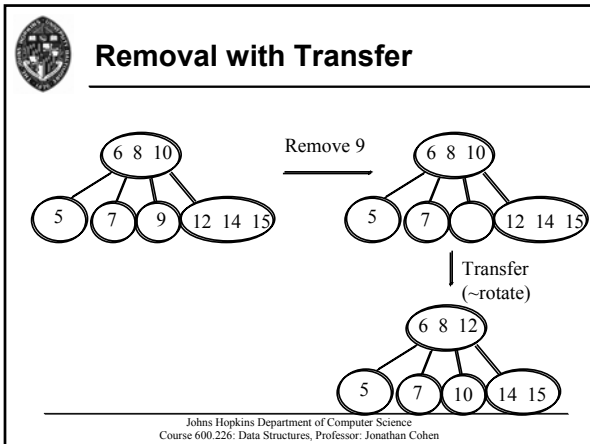 Removal with Transfer
6 8 10
5 7 9 12 14 15
Remove 9
6 8 10
5 7 12 14 15
Transfer
(~rotate)
6 8 12
5 7 10 14 15
Johns Hopkins Department of Computer Science
Course 600.226: Data Structures, Professor: Jonathan Cohen